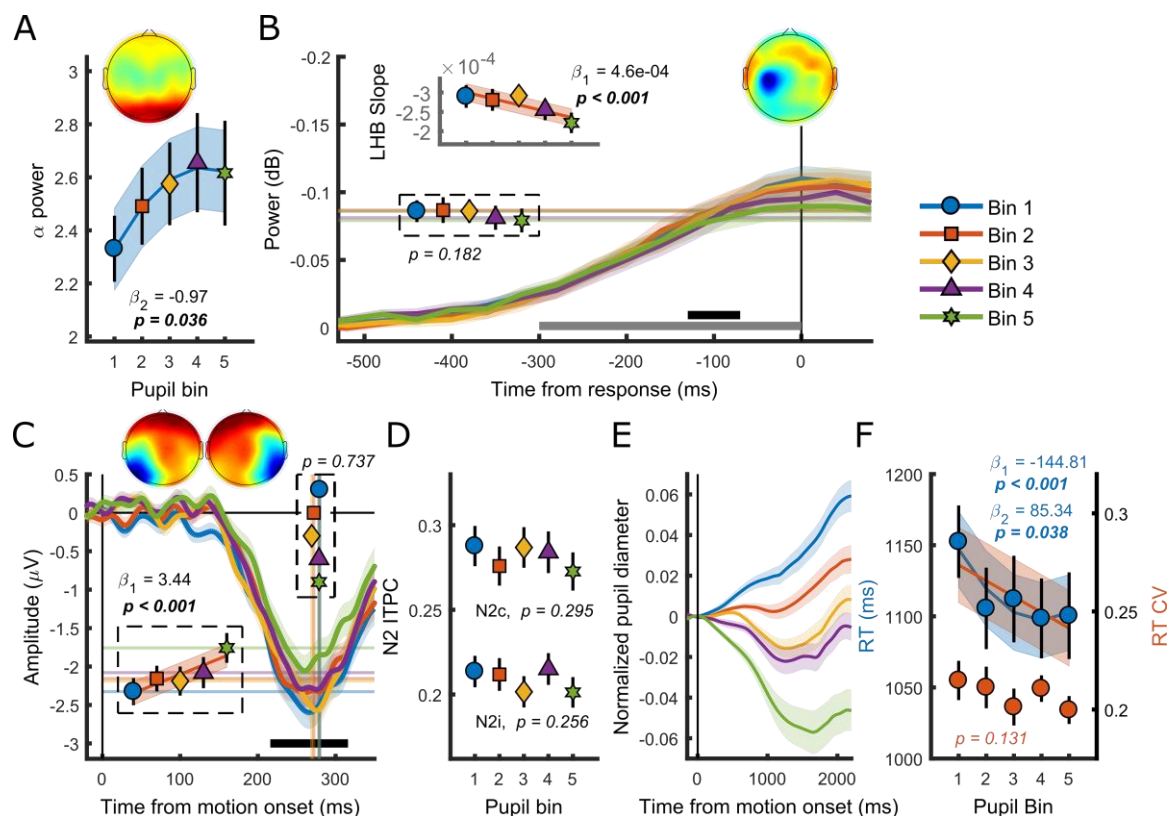 A
3
2.8
2.6
2.4
2.2
2
α power
β2 = -0.97
p = 0.036
1 2 3 4 5
Pupil bin
B
-0.2
-0.15
-0.1
-0.05
0
Power (dB)
× 10-4
-3
-2.5
-2
LHB Slope
β1 = 4.6e-04
p < 0.001
p = 0.182
-500 -400 -300 -200 -100 0
Time from response (ms)
Bin 1
Bin 2
Bin 3
Bin 4
Bin 5
C
p = 0.737
0.5
0
-0.5
-1
-1.5
-2
-2.5
-3
Amplitude (μV)
β1 = 3.44
p < 0.001
0 100 200 300
Time from motion onset (ms)
D
0.3
0.25
0.2
N2 ITPC
N2c, p = 0.295
N2i, p = 0.256
1 2 3 4 5
Pupil bin
E
0.06
0.04
0.02
0
-0.02
-0.04
-0.06
Normalized pupil diameter
0 1000 2000
Time from motion onset (ms)
F
β1 = -144.81
p < 0.001
β2 = 85.34
p = 0.038
1200
1150
1100
1050
1000
RT (ms)
0.3
0.25
0.2
RT CV
p = 0.131
1 2 3 4 5
Pupil Bin